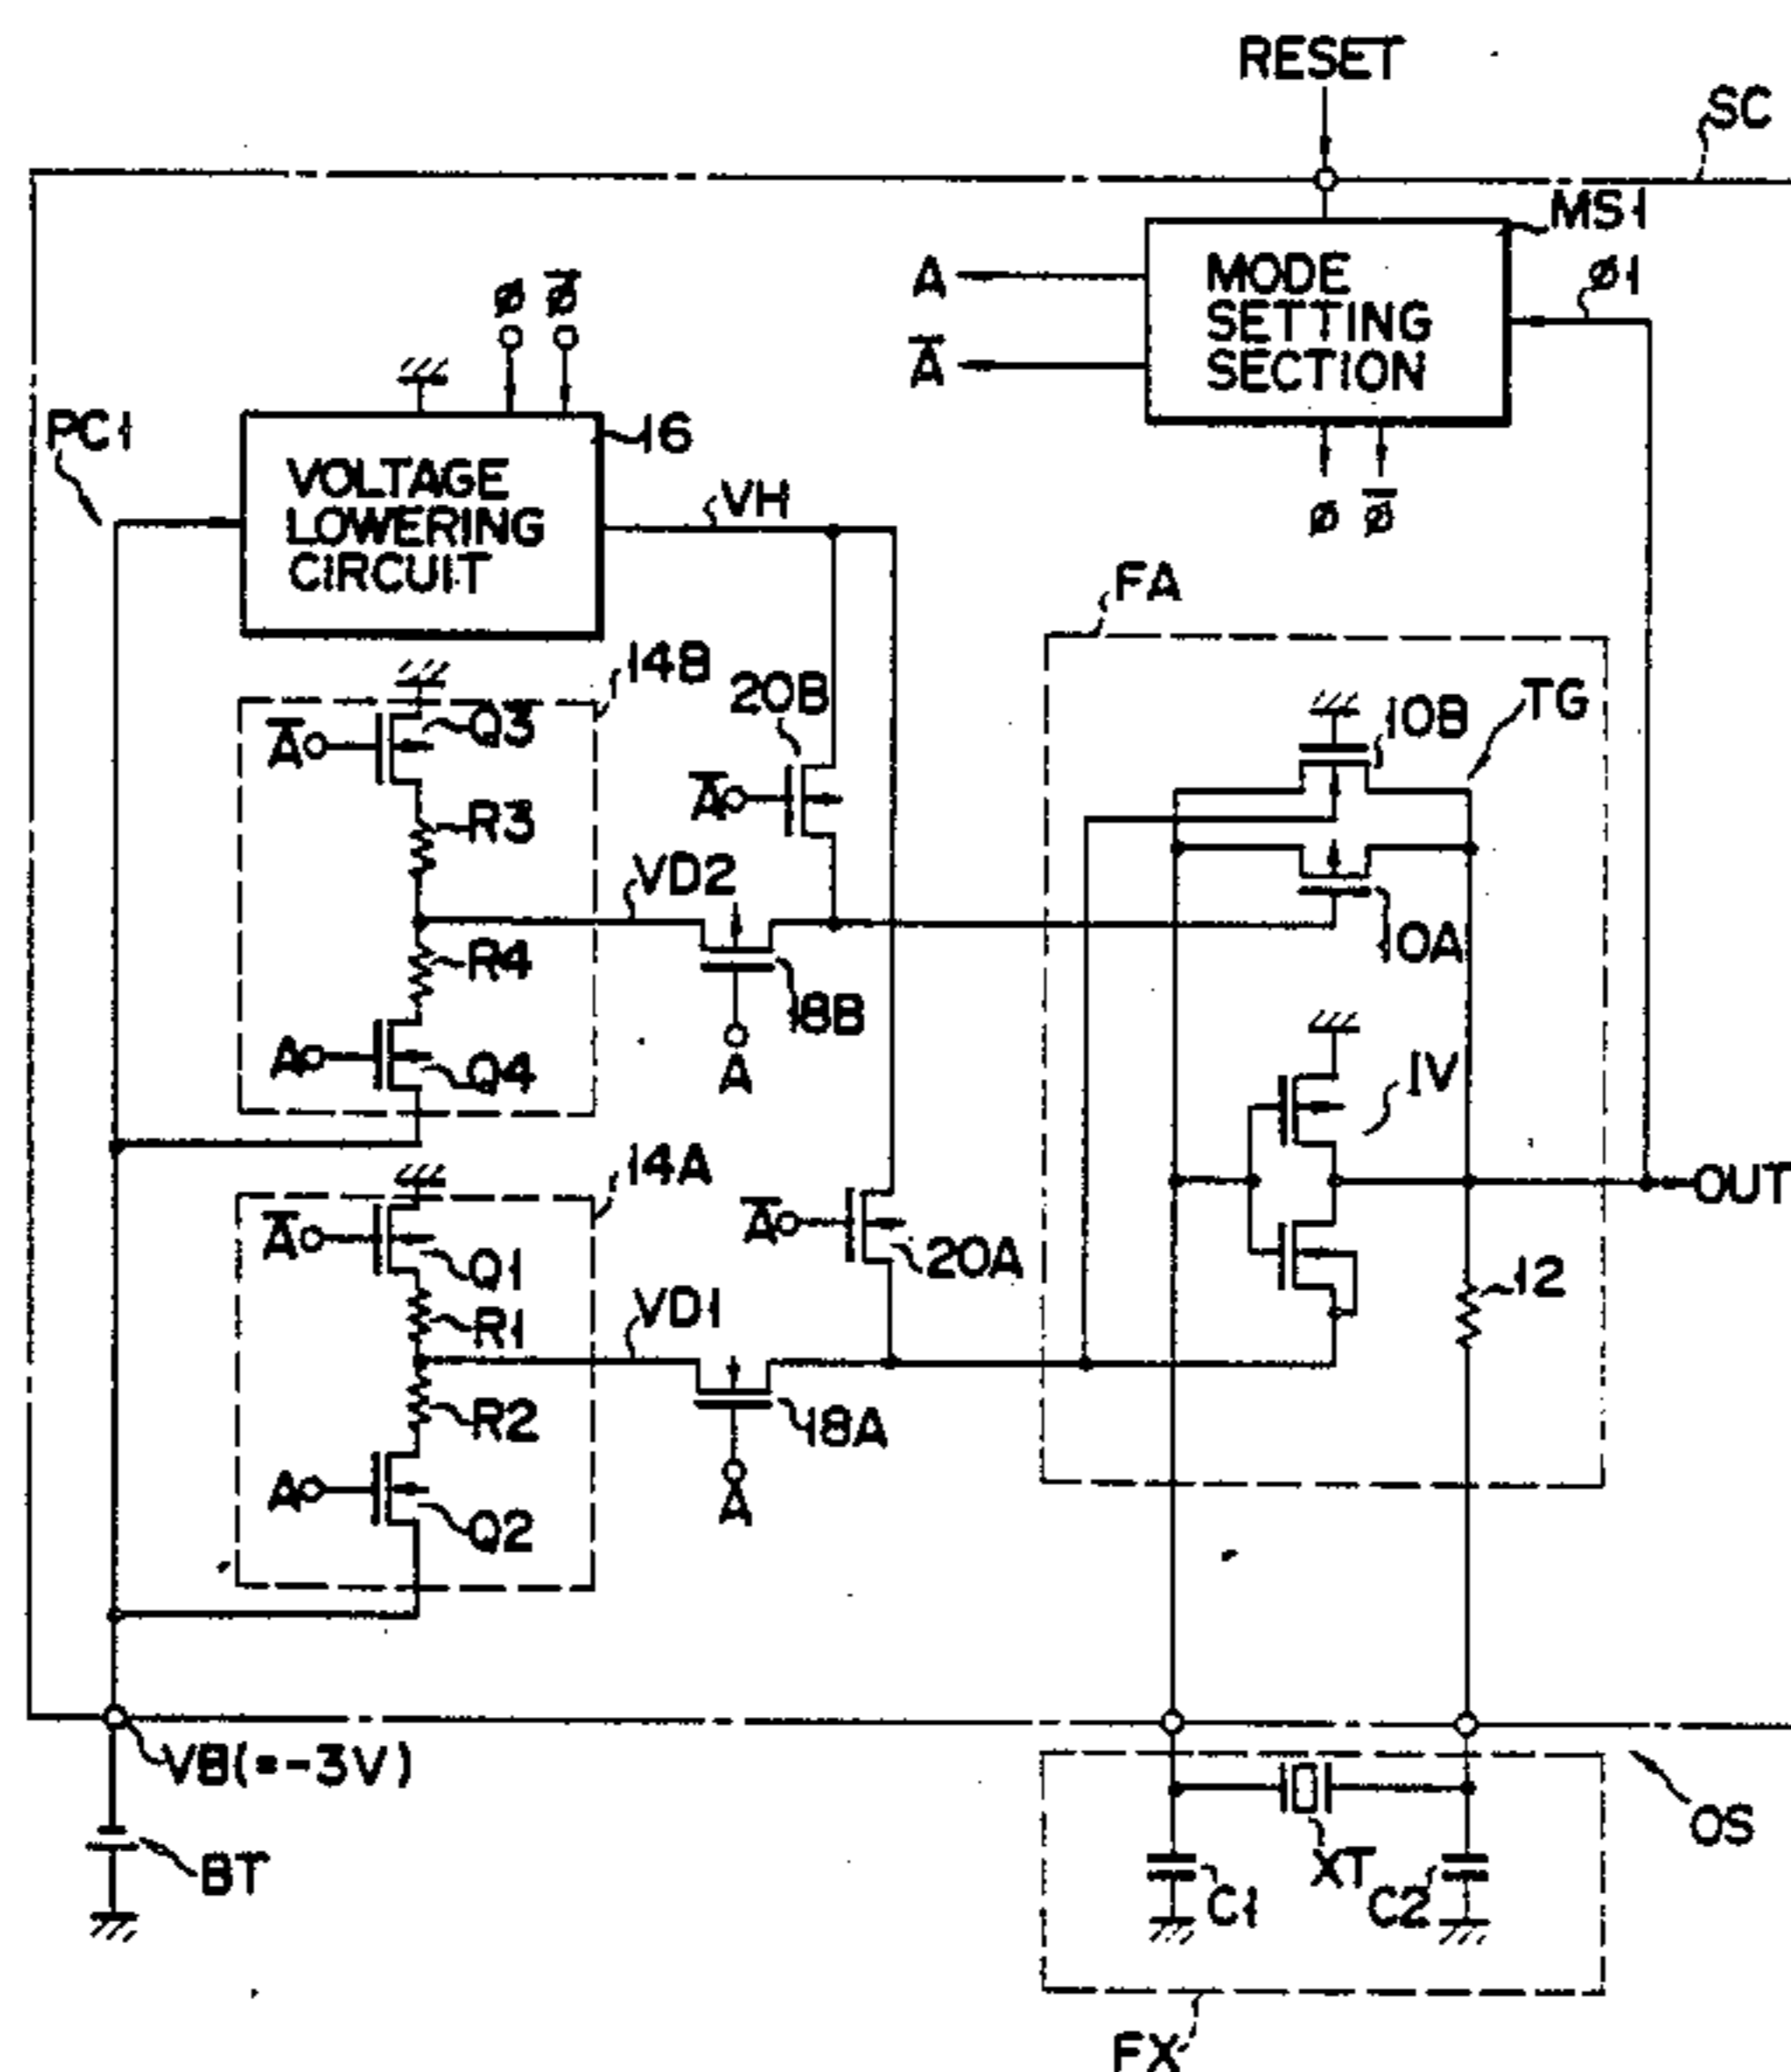 RESET
SC
MS1
MODE
SETTING
SECTION
A
A̅
ø1
ø ø̅
ø ø̅
PC1
16
VOLTAGE
LOWERING
CIRCUIT
VH
FA
14B
20B
10B
TG
A̅
Q3
A̅
R3
VD2
R4
10A
18B
A
Q4
A
IV
14A
A̅
OUT
A̅
Q1
20A
12
R1
VD1
R2
18A
A
Q2
A
VB(=-3V)
OS
BT
XT
C1
C2
FX